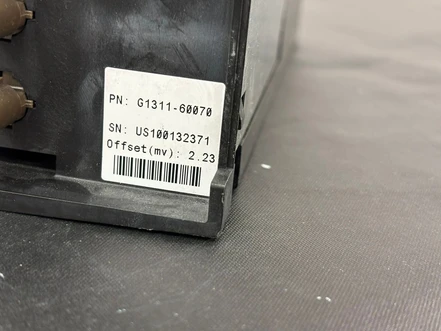 PN: G1311-60070
SN: US100132371
Offset(mv): 2.23